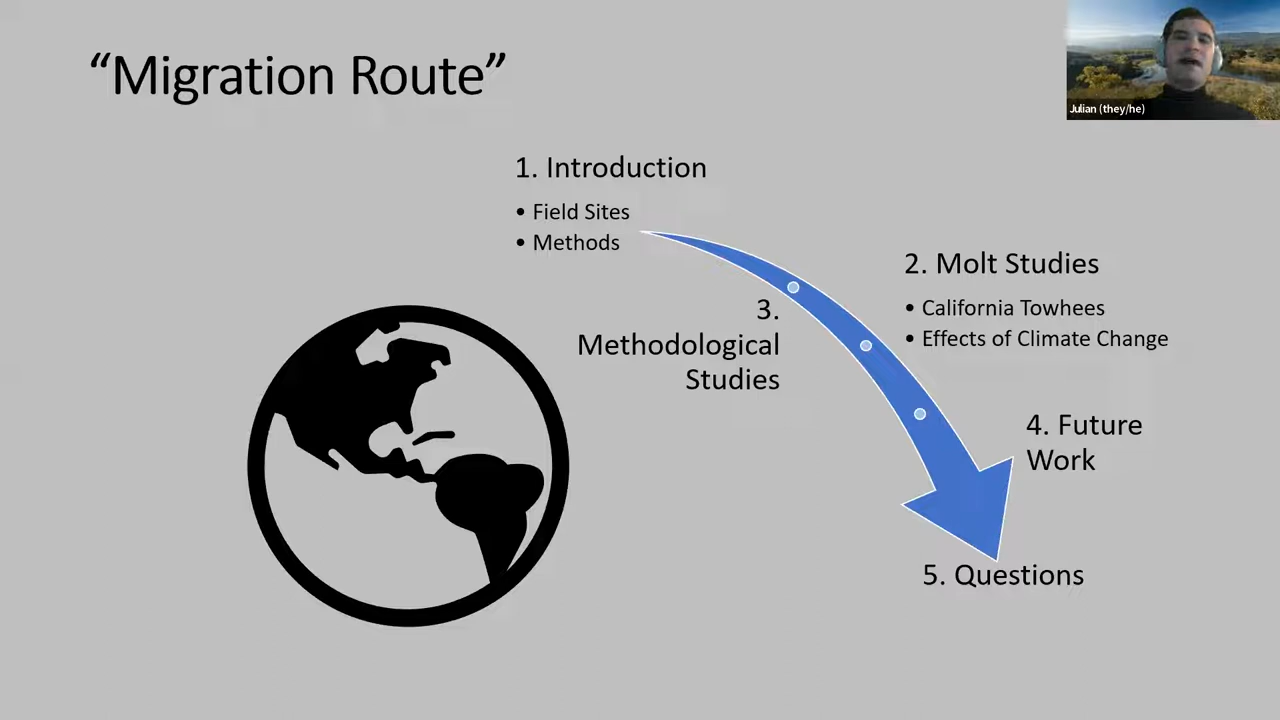 “Migration Route”
Julian (they/he)
1. Introduction
• Field Sites
• Methods
2. Molt Studies
• California Towhees
• Effects of Climate Change
3.
Methodological
Studies
4. Future
Work
5. Questions